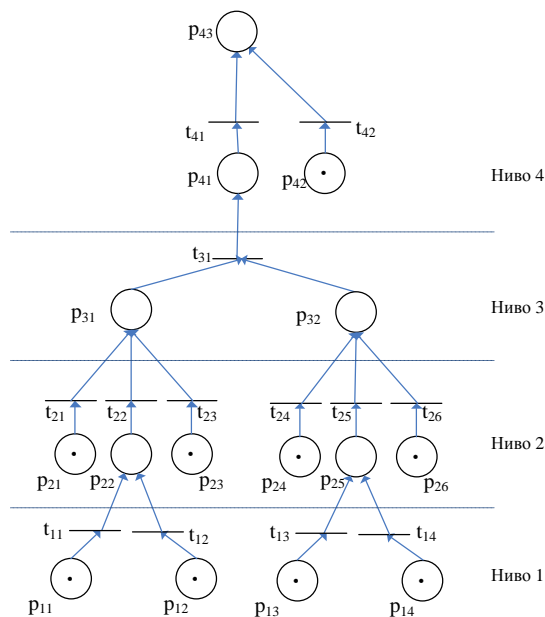 p43
t41 t42
p41 p42 Ниво 4
t31
p31 p32 Ниво 3
t21 t22 t23 t24 t25 t26
p21 p22 p23 p24 p25 p26 Ниво 2
t11 t12 t13 t14
p11 p12 p13 p14 Ниво 1